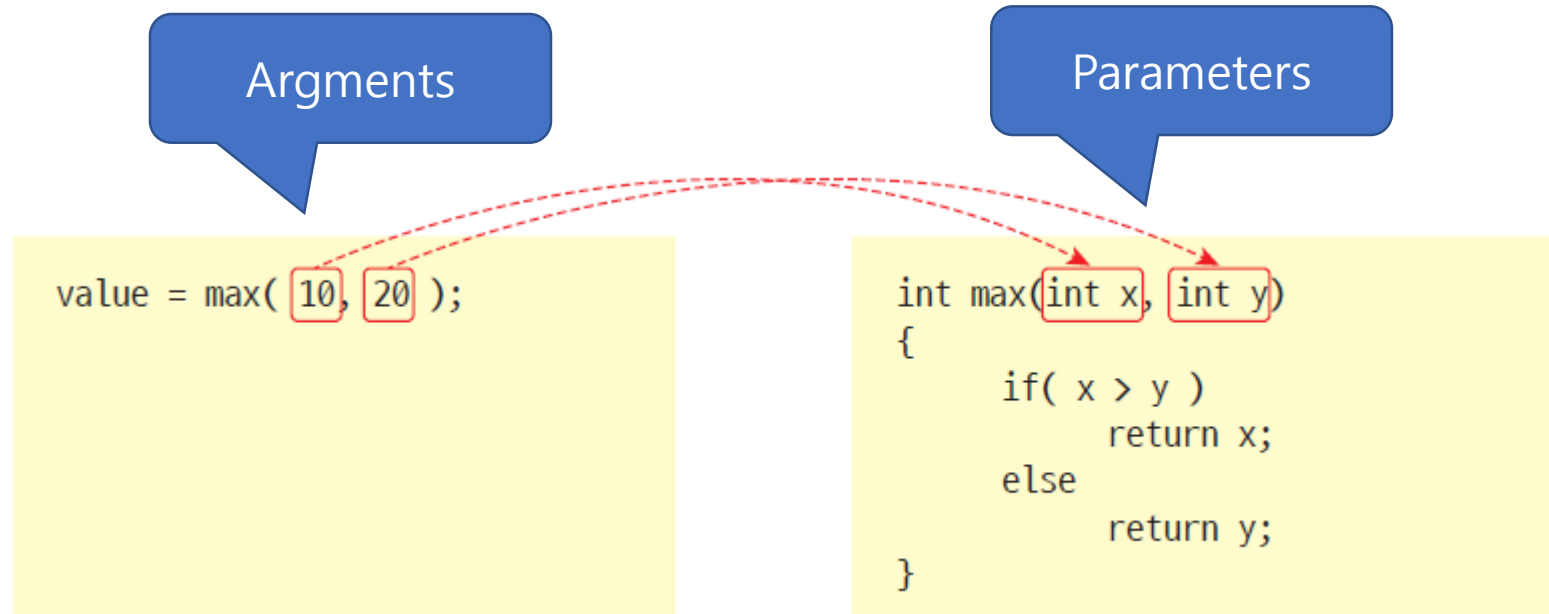 Argments
Parameters
value = max( 10, 20 );
int max(int x, int y)
{
if( x > y )
return x;
else
return y;
}